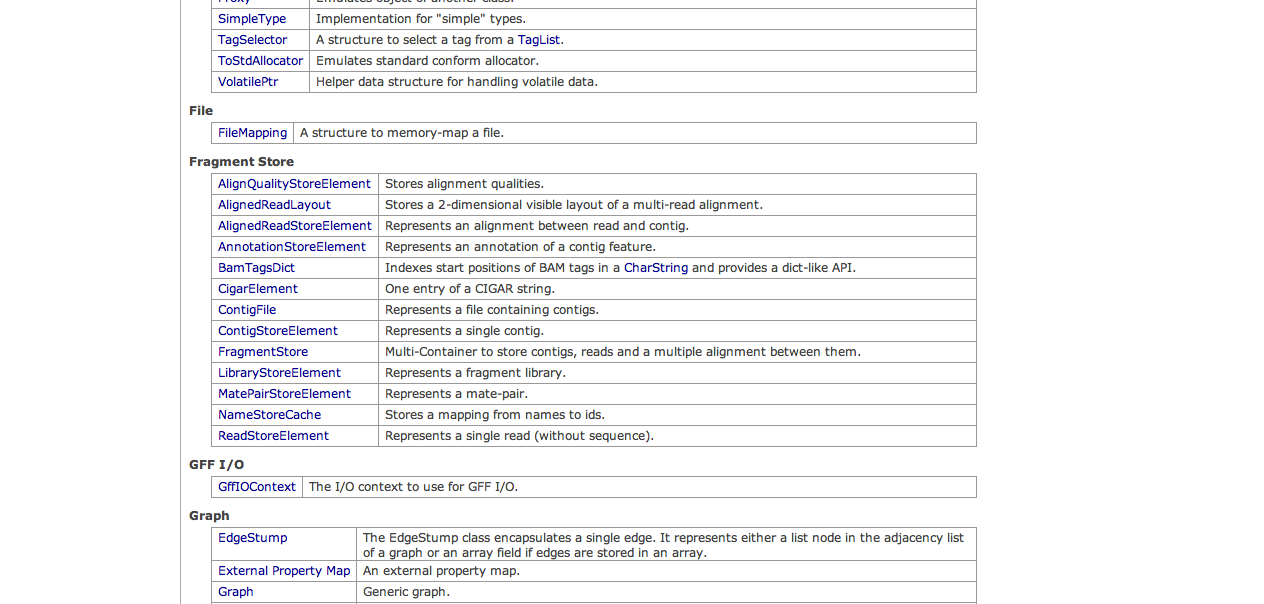 SimpleType Implementation for "simple" types.
TagSelector A structure to select a tag from a TagList.
ToStdAllocator Emulates standard conform allocator.
VolatilePtr Helper data structure for handling volatile data.
File
FileMapping A structure to memory-map a file.
Fragment Store
AlignQualityStoreElement Stores alignment qualities.
AlignedReadLayout Stores a 2-dimensional visible layout of a multi-read alignment.
AlignedReadStoreElement Represents an alignment between read and contig.
AnnotationStoreElement Represents an annotation of a contig feature.
BamTagsDict Indexes start positions of BAM tags in a CharString and provides a dict-like API.
CigarElement One entry of a CIGAR string.
ContigFile Represents a file containing contigs.
ContigStoreElement Represents a single contig.
FragmentStore Multi-Container to store contigs, reads and a multiple alignment between them.
LibraryStoreElement Represents a fragment library.
MatePairStoreElement Represents a mate-pair.
NameStoreCache Stores a mapping from names to ids.
ReadStoreElement Represents a single read (without sequence).
GFF I/O
GffIOContext The I/O context to use for GFF I/O.
Graph
EdgeStump The EdgeStump class encapsulates a single edge. It represents either a list node in the adjacency list
of a graph or an array field if edges are stored in an array.
External Property Map An external property map.
Graph Generic graph.